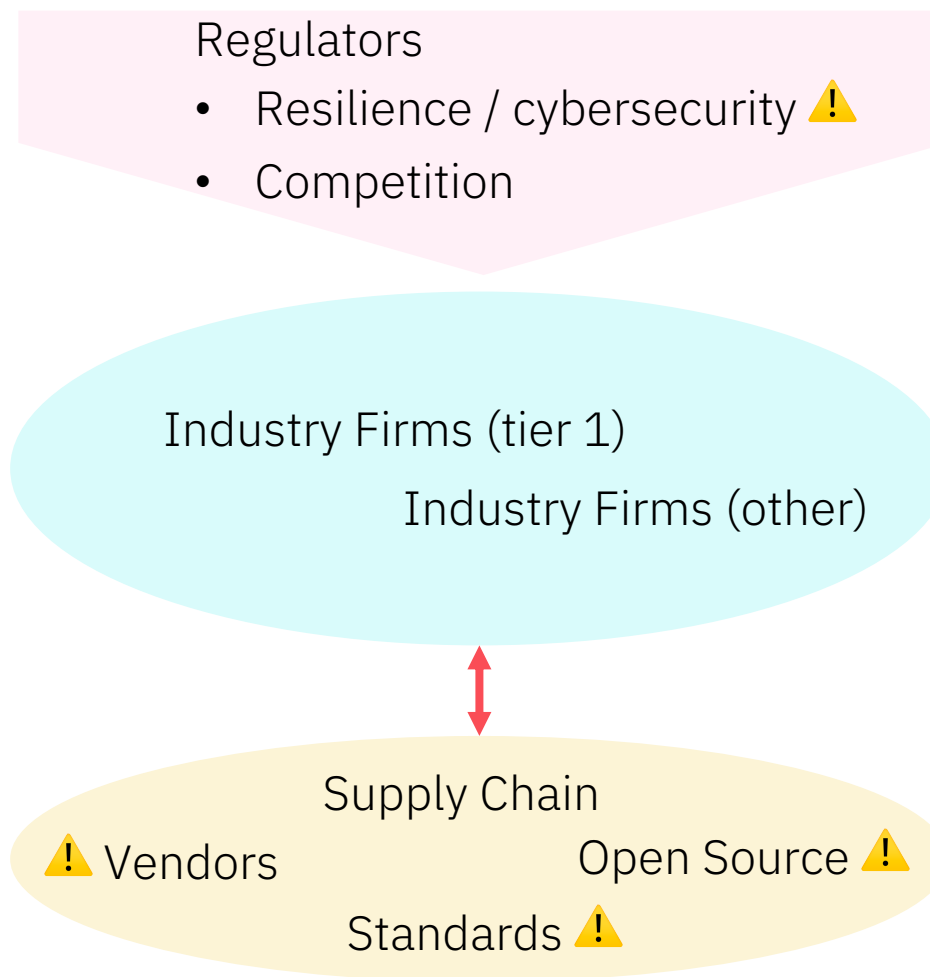 Regulators
• Resilience / cybersecurity ⚠️
• Competition
Industry Firms (tier 1)
Industry Firms (other)
Supply Chain
⚠️ Vendors
Open Source ⚠️
Standards ⚠️